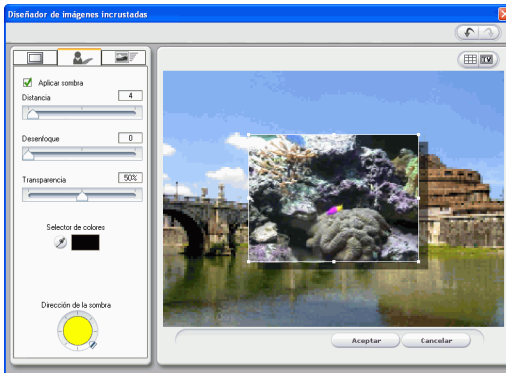 Diseñador de imágenes incrustadas
TV
Aplicar sombra
Distancia
4
Desenfoque
0
Transparencia
50%
Selector de colores
Dirección de la sombra
Aceptar
Cancelar